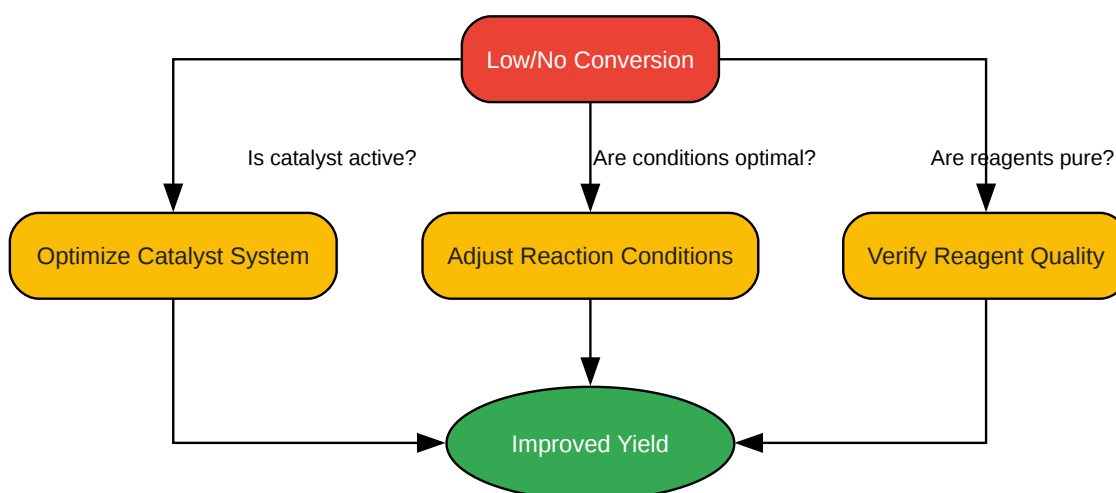 Low/No Conversion
Is catalyst active?
Are conditions optimal?
Are reagents pure?
Optimize Catalyst System
Adjust Reaction Conditions
Verify Reagent Quality
Improved Yield